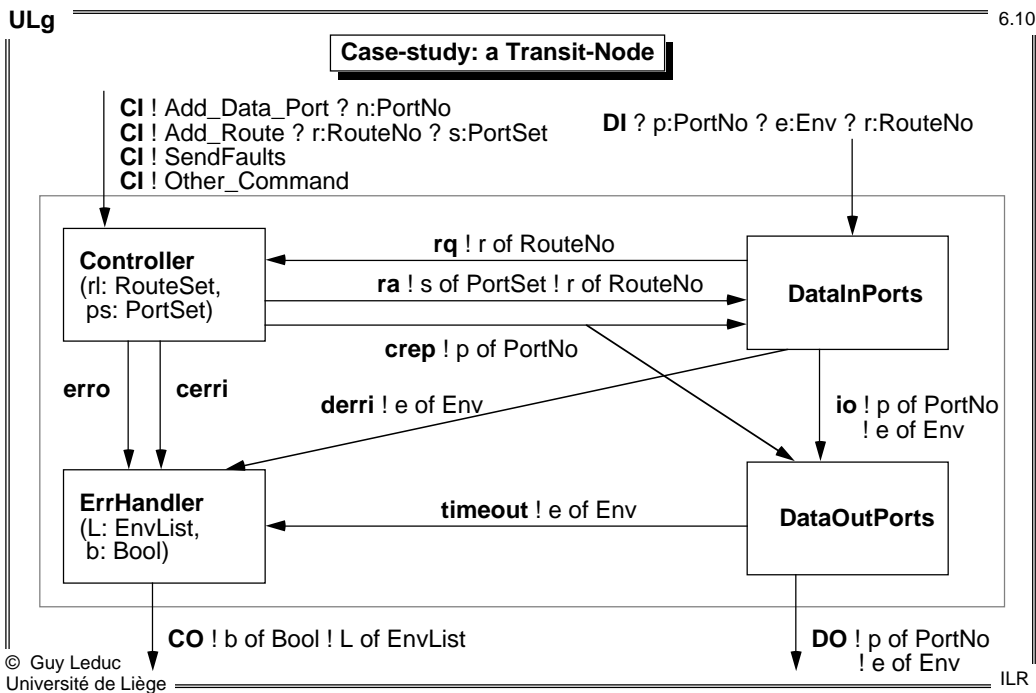 ULg
6.10
Case-study: a Transit-Node
CI ! Add_Data_Port ? n:PortNo
CI ! Add_Route ? r:RouteNo ? s:PortSet
CI ! SendFaults
CI ! Other_Command
DI ? p:PortNo ? e:Env ? r:RouteNo
Controller
(rl: RouteSet,
ps: PortSet)
rq ! r of RouteNo
ra ! s of PortSet ! r of RouteNo
crep ! p of PortNo
DataInPorts
erro
cerri
derri ! e of Env
io ! p of PortNo
! e of Env
ErrHandler
(L: EnvList,
b: Bool)
timeout ! e of Env
DataOutPorts
CO ! b of Bool ! L of EnvList
DO ! p of PortNo
! e of Env
© Guy Leduc
Université de Liège
ILR